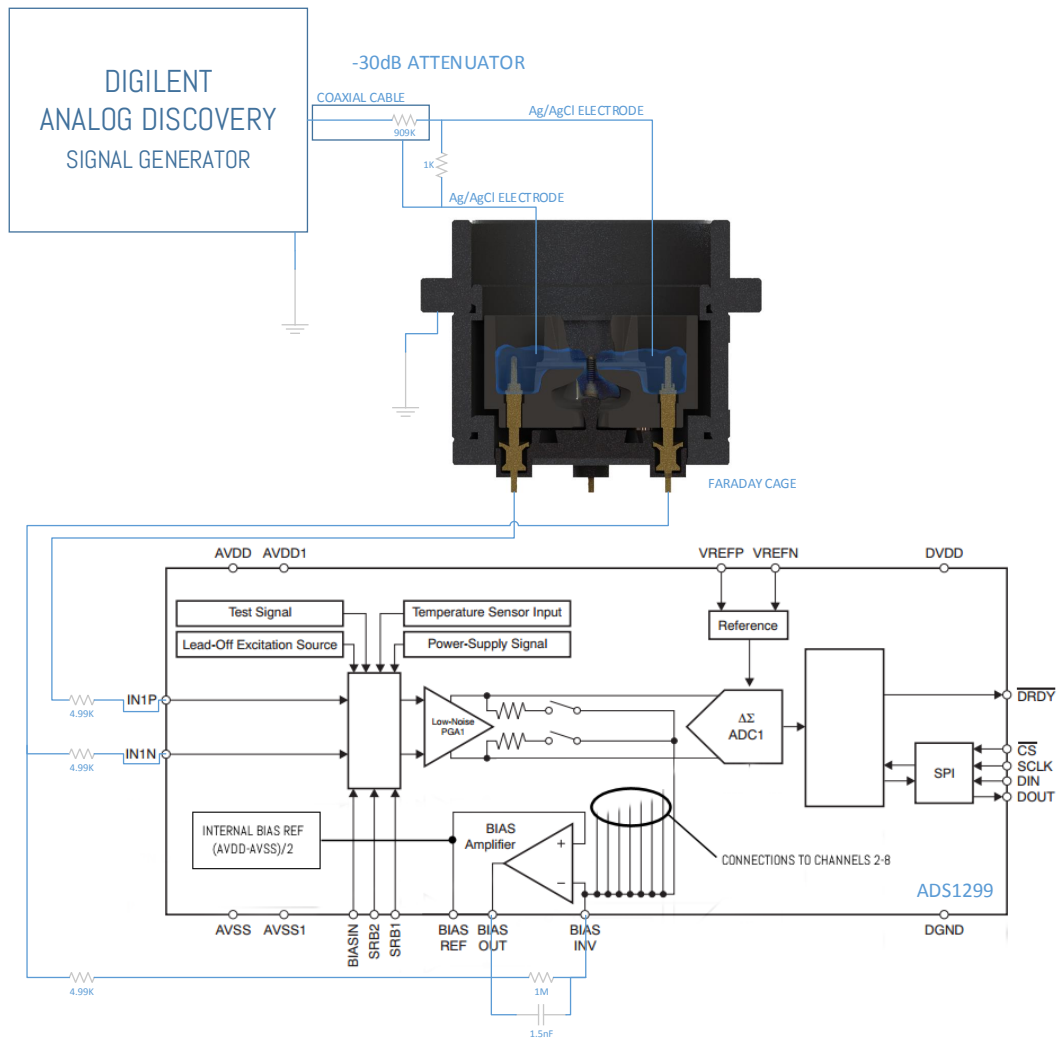 DIGILENT
ANALOG DISCOVERY
SIGNAL GENERATOR
-30dB ATTENUATOR
COAXIAL CABLE
909K
1K
Ag/AgCl ELECTRODE
Ag/AgCl ELECTRODE
FARADAY CAGE
AVDD AVDD1
VREFP VREFN
DVDD
Test Signal
Temperature Sensor Input
Lead-Off Excitation Source
Power-Supply Signal
Reference
IN1P
4.99K
IN1N
4.99K
Low-Noise
PGA1
ΔΣ
ADC1
SPI
DRDY
CS
SCLK
DIN
DOUT
INTERNAL BIAS REF
(AVDD-AVSS)/2
BIAS
Amplifier
+
−
CONNECTIONS TO CHANNELS 2-8
ADS1299
AVSS AVSS1
BIASIN
SRB2
SRB1
BIAS
REF
BIAS
OUT
BIAS
INV
DGND
4.99K
1M
1.5nF